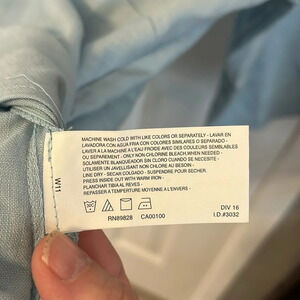 MACHINE WASH COLD WITH LIKE COLORS OR SEPARATELY - LAVAR EN
LAVADORA CON AGUA FRIA CON COLORES SIMILARES O SEPARADO -
LAVER A LA MACHINE A L'EAU FROIDE AVEC DES COULEURS SEMBLABLES
OU SEPAREMENT - ONLY NON-CHLORINE BLEACH WHEN NEEDED -
SOLAMENTE BLANQUEADOR SIN CLORO CUANDO SE NECESITE -
UTILISER UN JAVELLISANT NON CHLORE AU BESOIN -
LINE DRY - SECAR COLGADO - SUSPENDRE POUR SECHER -
PRESS INSIDE OUT WITH WARM IRON -
PLANCHAR TIBIA AL REVES -
REPASSER A TEMPERATURE MOYENNE A L'ENVERS -
W11
RN89828 CA00100
DIV 16
I.D.#3032